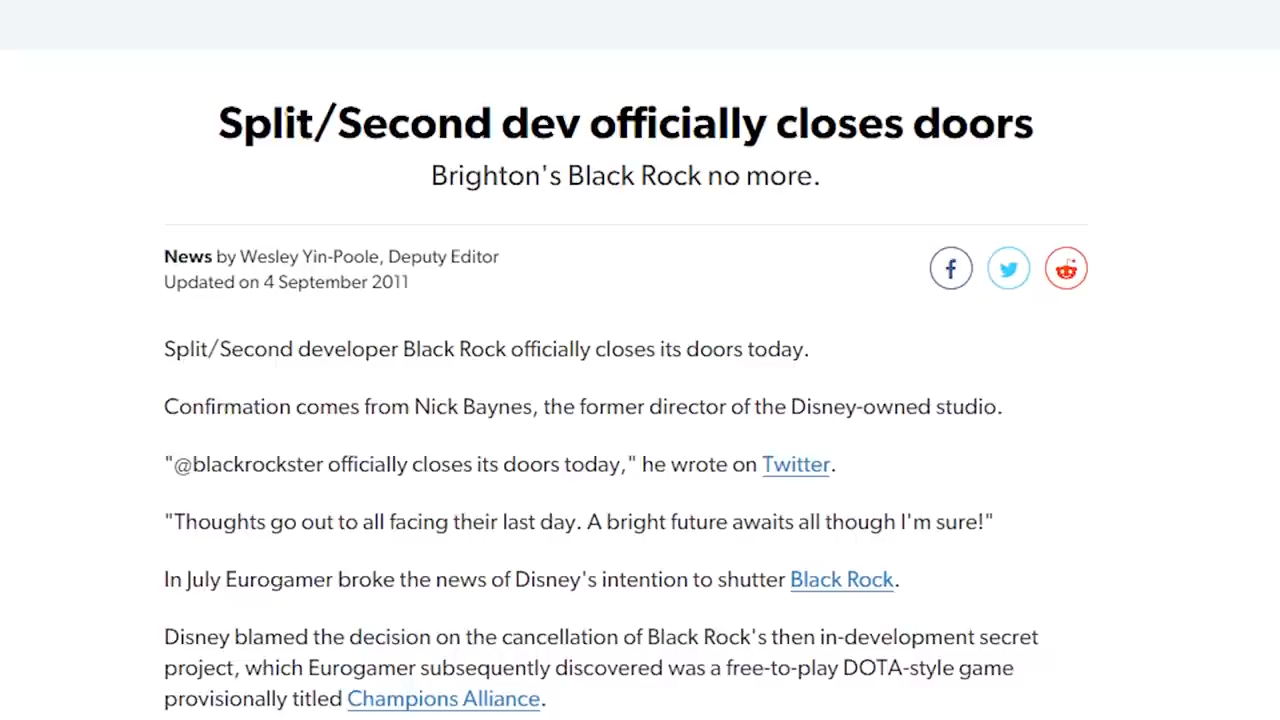 Split/Second dev officially closes doors
Brighton's Black Rock no more.
News by Wesley Yin-Poole, Deputy Editor
Updated on 4 September 2011
Split/Second developer Black Rock officially closes its doors today.
Confirmation comes from Nick Baynes, the former director of the Disney-owned studio.
"@blackrockster officially closes its doors today," he wrote on Twitter.
"Thoughts go out to all facing their last day. A bright future awaits all though I'm sure!"
In July Eurogamer broke the news of Disney's intention to shutter Black Rock.
Disney blamed the decision on the cancellation of Black Rock's then in-development secret
project, which Eurogamer subsequently discovered was a free-to-play DOTA-style game
provisionally titled Champions Alliance.